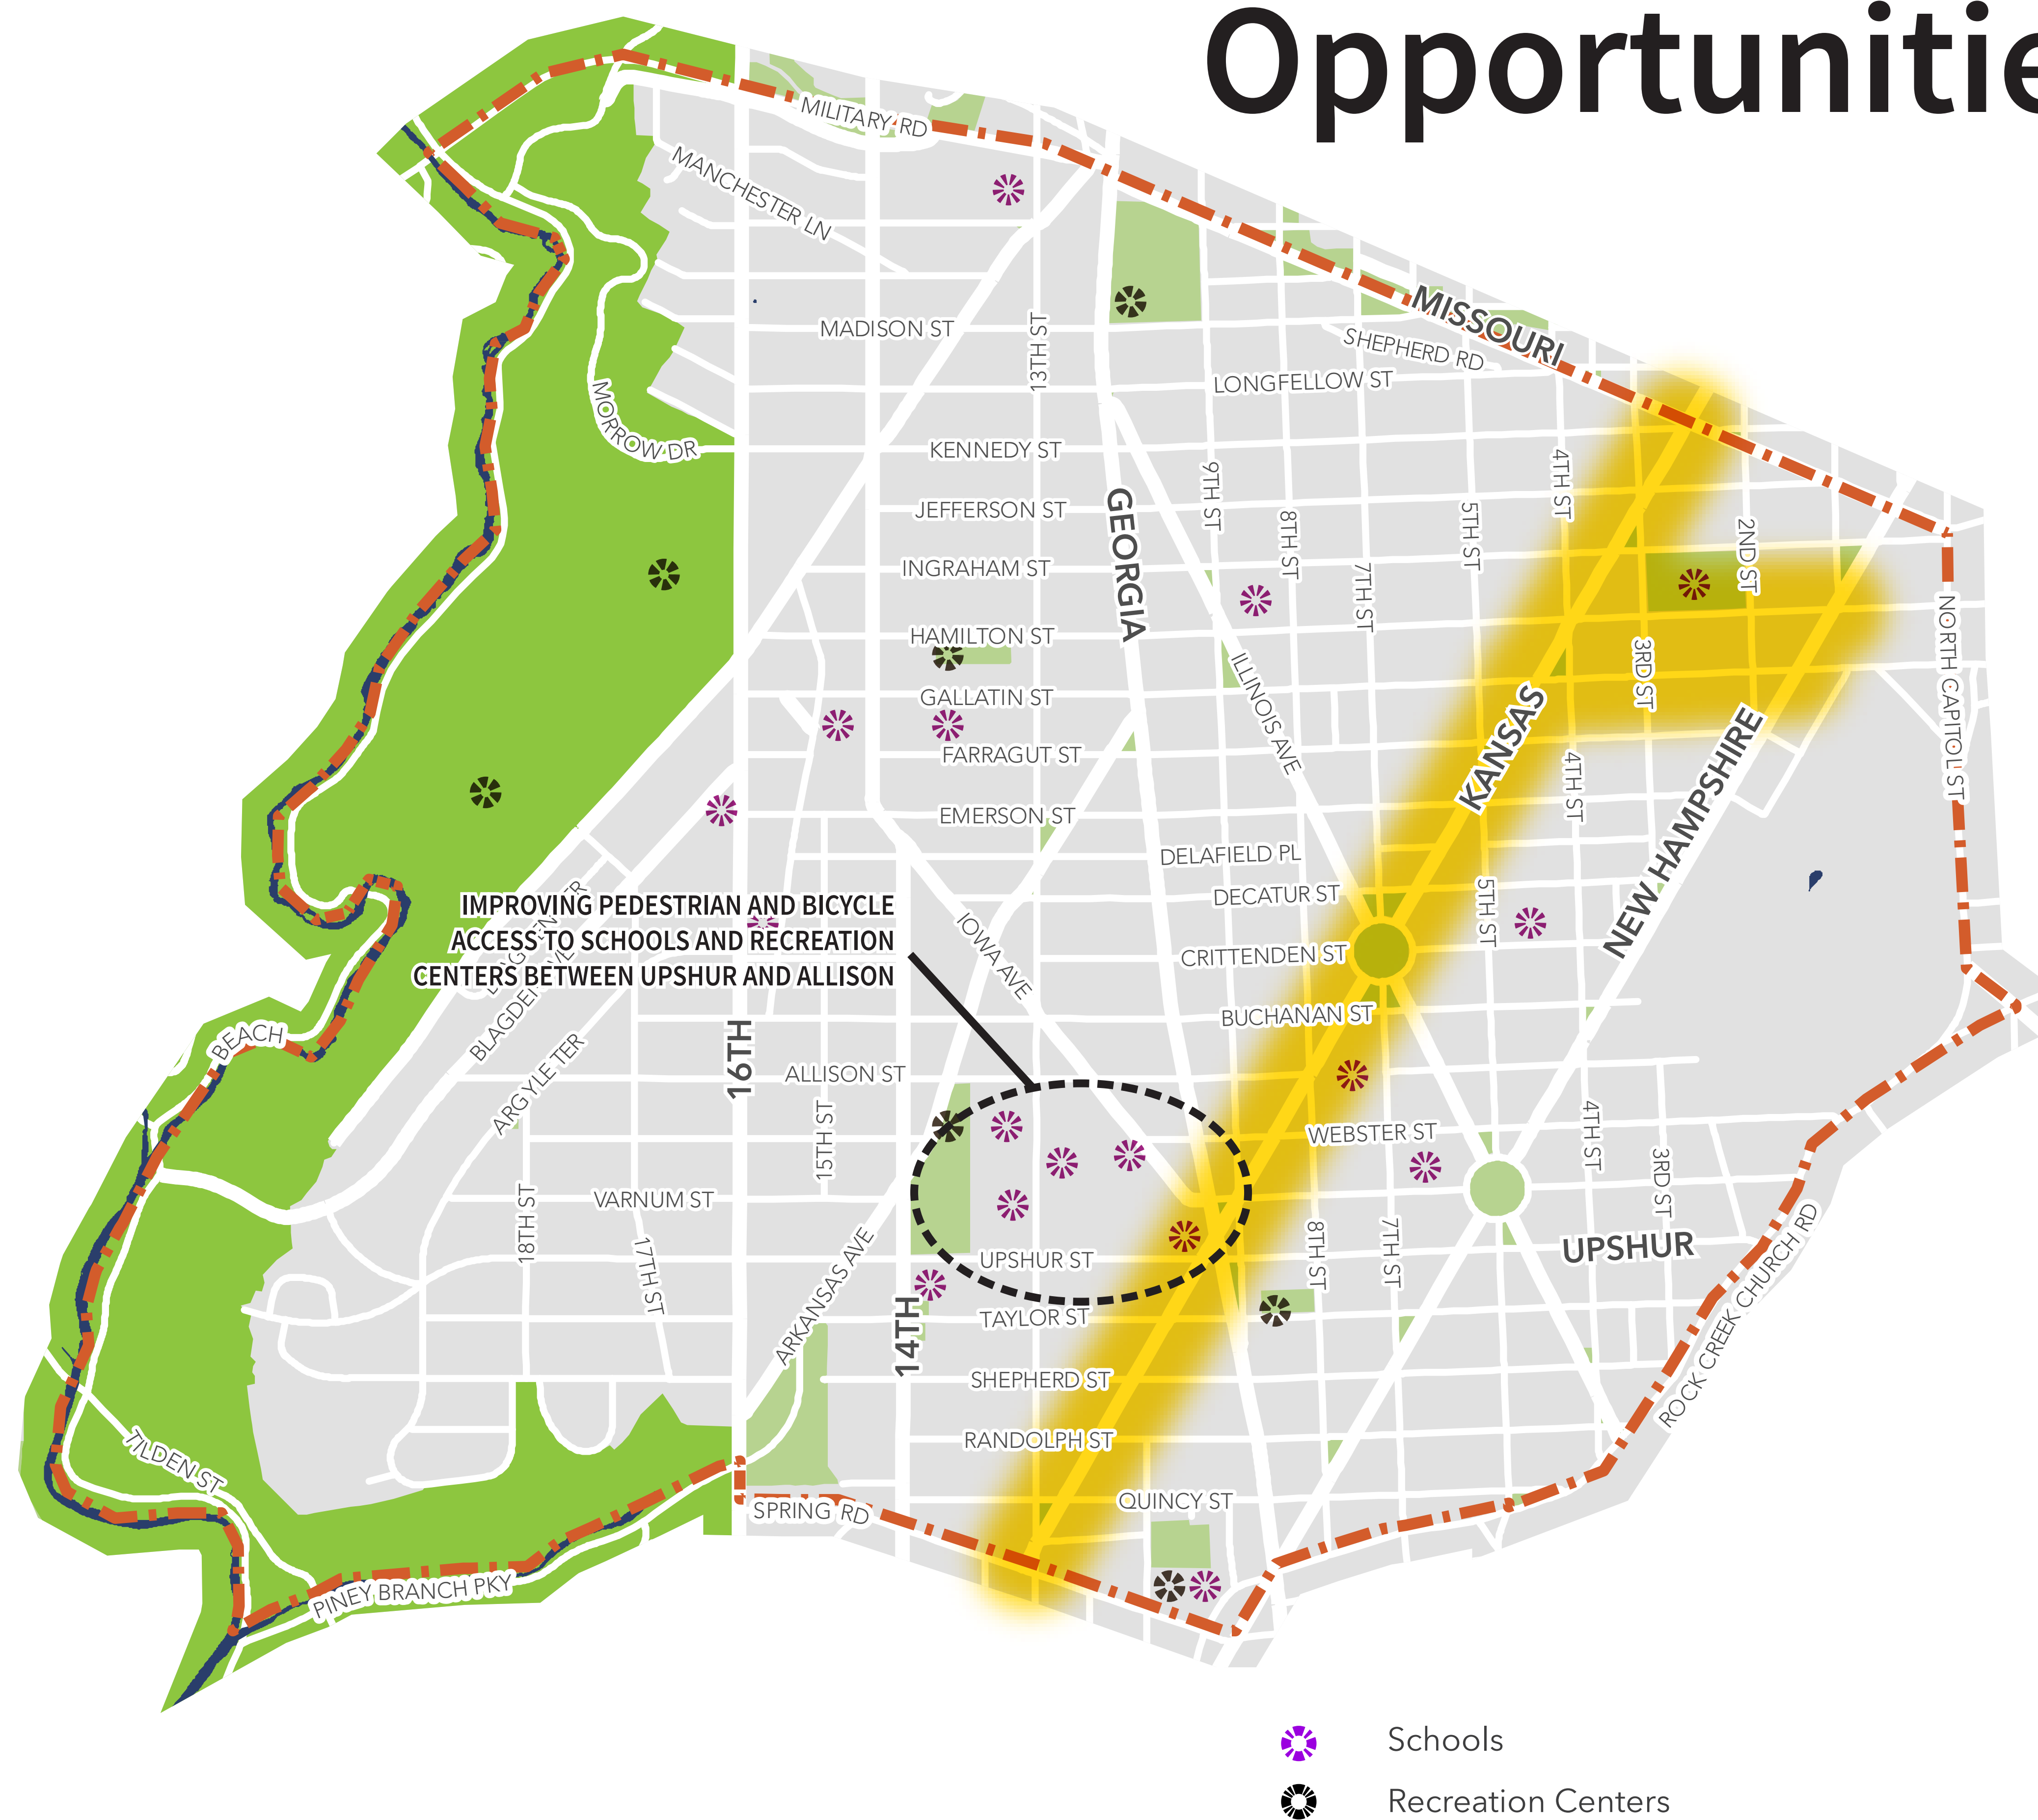 Opportunitie
MILITARY RD
MANCHESTER LN
MISSOURI
MADISON ST
13TH ST
SHEPHERD RD
LONGFELLOW ST
MORROW DR
KENNEDY ST
GEORGIA
9TH ST
4TH ST
JEFFERSON ST
8TH ST
5TH ST
2ND ST
INGRAHAM ST
7TH ST
NORTH CAPITOL ST
HAMILTON ST
ILLINOIS AVE
3RD ST
GALLATIN ST
KANSAS
NEW HAMPSHIRE
FARRAGUT ST
4TH ST
EMERSON ST
DELAFIELD PL
DECATUR ST
5TH ST
IMPROVING PEDESTRIAN AND BICYCLE
ACCESS TO SCHOOLS AND RECREATION
CENTERS BETWEEN UPSHUR AND ALLISON
IOWA AVE
CRITTENDEN ST
BUCHANAN ST
BEACH
ARGYLE TER
16TH
ALLISON ST
15TH ST
WEBSTER ST
4TH ST
3RD ST
VARNUM ST
18TH ST
17TH ST
ARKANSAS AVE
UPSHUR ST
8TH ST
7TH ST
UPSHUR
ROCK CREEK CHURCH RD
14TH
TAYLOR ST
SHEPHERD ST
RANDOLPH ST
TILDEN ST
SPRING RD
QUINCY ST
PINEY BRANCH PKY
Schools
Recreation Centers